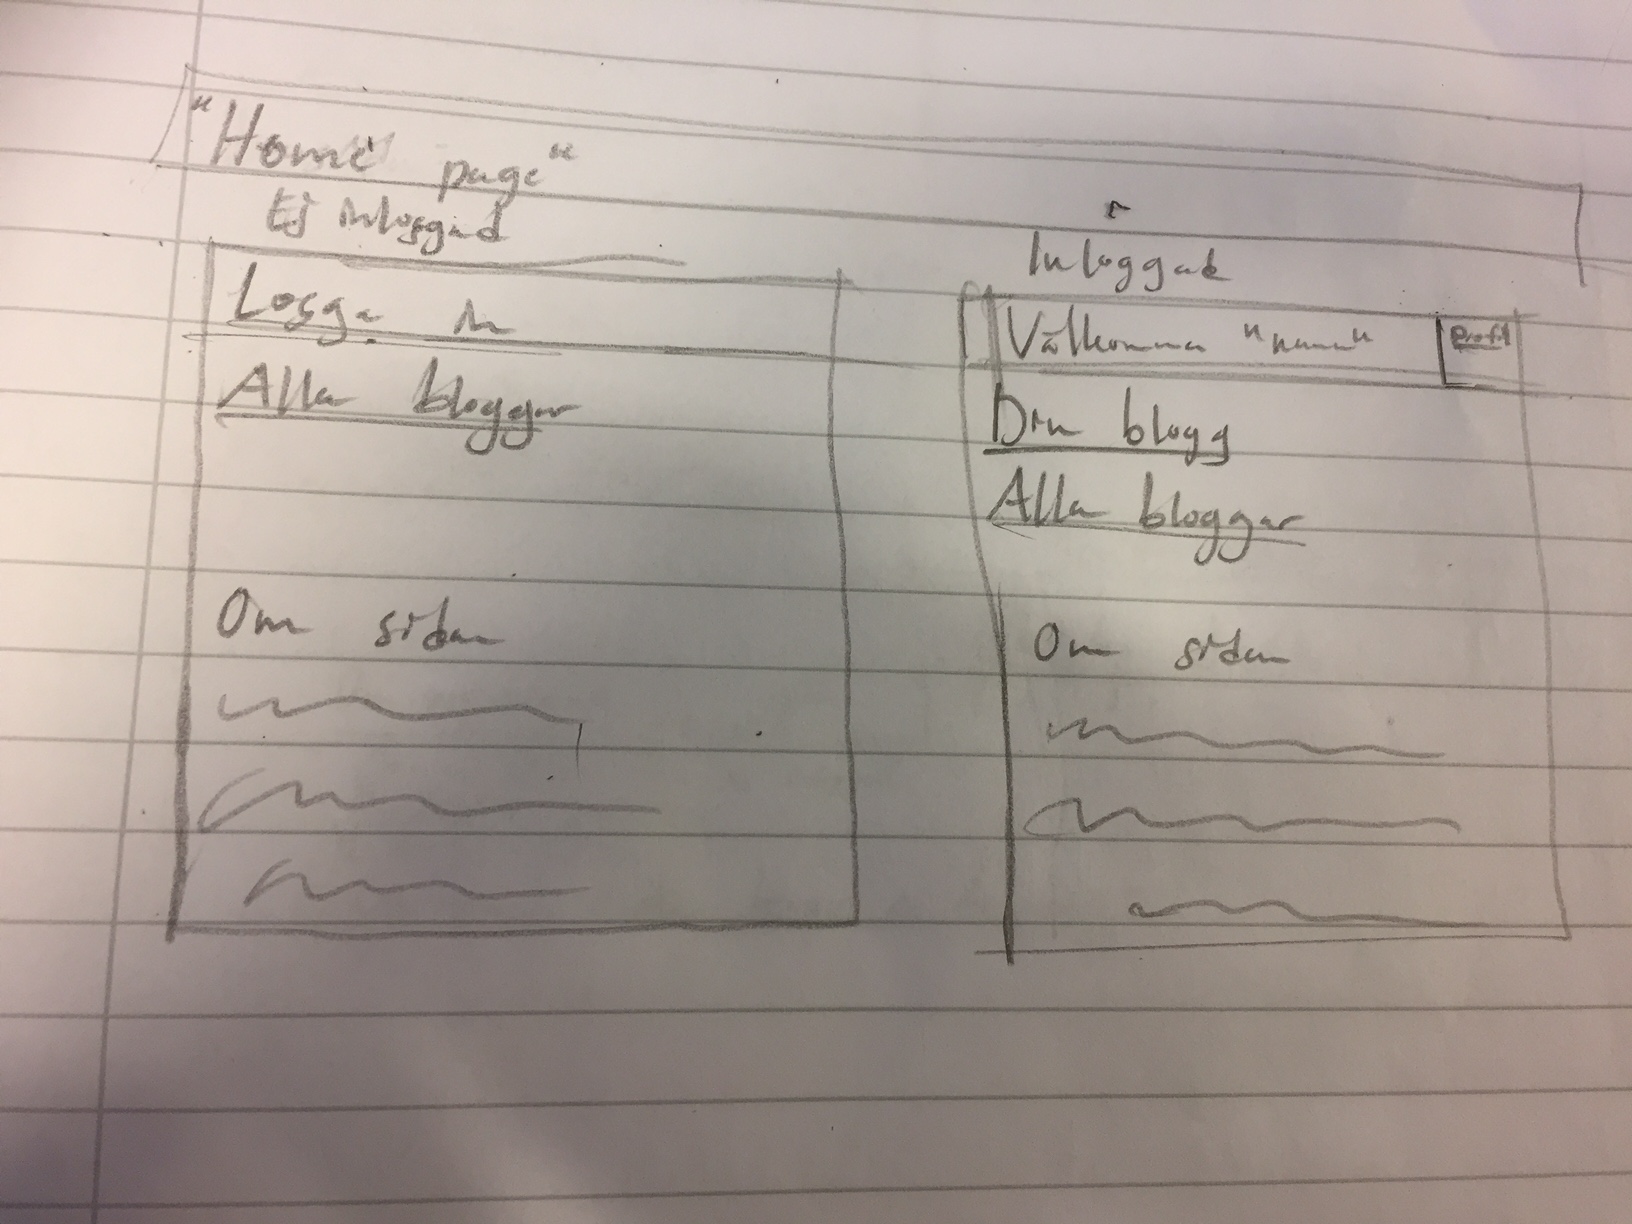 "Home page"
Ej inloggad
Logga in
Alla bloggar
Om sidan
Inloggad
Välkommen "namn"
Profil
Din blogg
Alla bloggar
Om sidan